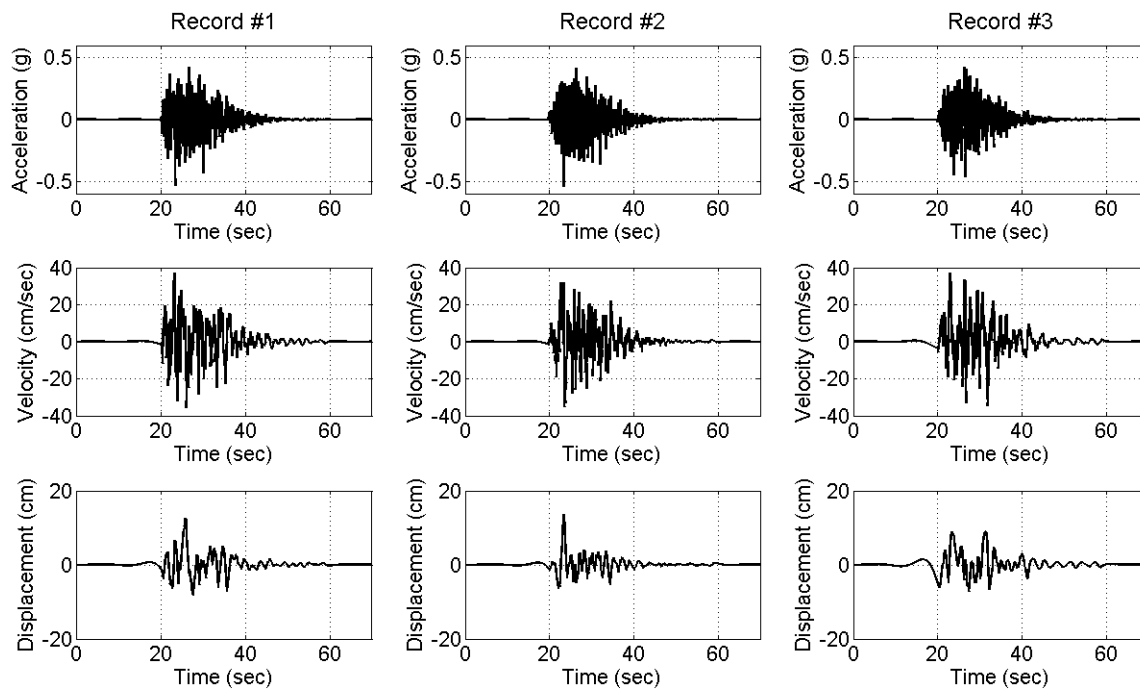 Record #1
Record #2
Record #3
Acceleration (g)
0.5
0
-0.5
0 20 40 60
Time (sec)
Acceleration (g)
0.5
0
-0.5
0 20 40 60
Time (sec)
Acceleration (g)
0.5
0
-0.5
0 20 40 60
Time (sec)
Velocity (cm/sec)
40
20
0
-20
-40
0 20 40 60
Time (sec)
Velocity (cm/sec)
40
20
0
-20
-40
0 20 40 60
Time (sec)
Velocity (cm/sec)
40
20
0
-20
-40
0 20 40 60
Time (sec)
Displacement (cm)
20
0
-20
0 20 40 60
Time (sec)
Displacement (cm)
20
0
-20
0 20 40 60
Time (sec)
Displacement (cm)
20
0
-20
0 20 40 60
Time (sec)